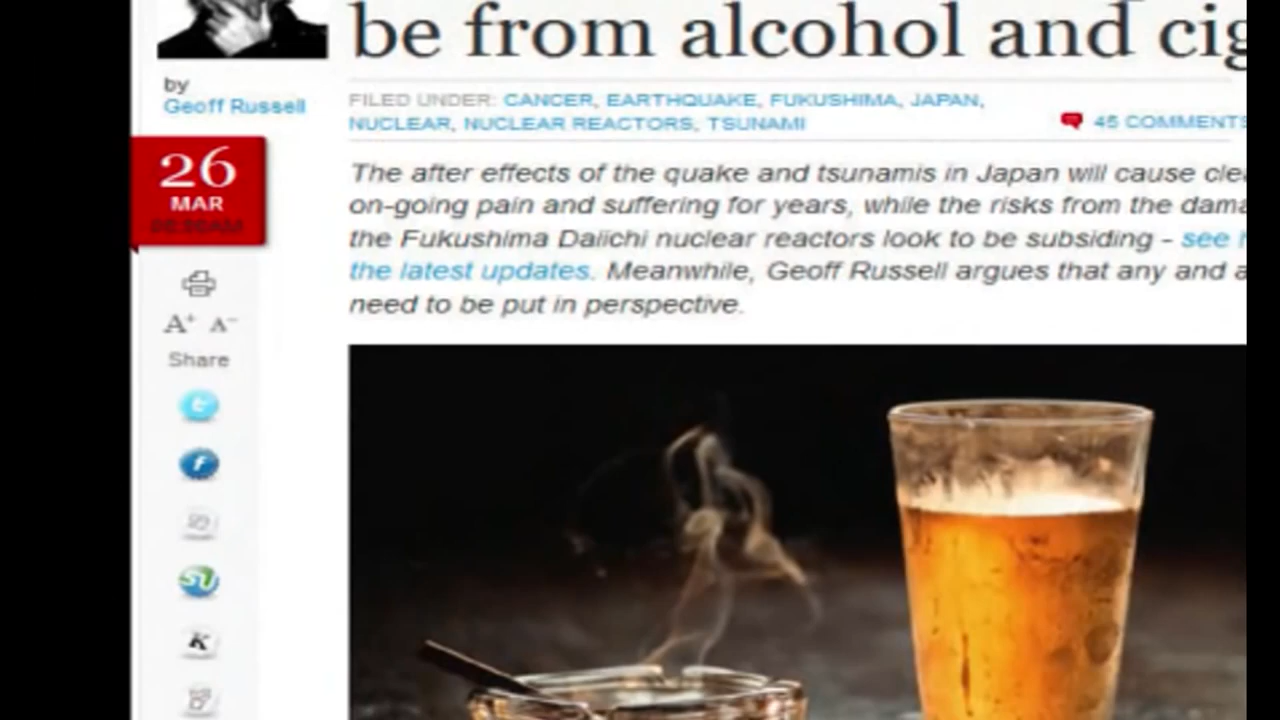 be from alcohol and cig
by
Geoff Russell
FILED UNDER: CANCER, EARTHQUAKE, FUKUSHIMA, JAPAN,
NUCLEAR, NUCLEAR REACTORS, TSUNAMI
45 COMMENTS
26
MAR
The after effects of the quake and tsunamis in Japan will cause clea
on-going pain and suffering for years, while the risks from the dama
the Fukushima Daiichi nuclear reactors look to be subsiding - see h
the latest updates. Meanwhile, Geoff Russell argues that any and a
need to be put in perspective.
A+ A-
Share